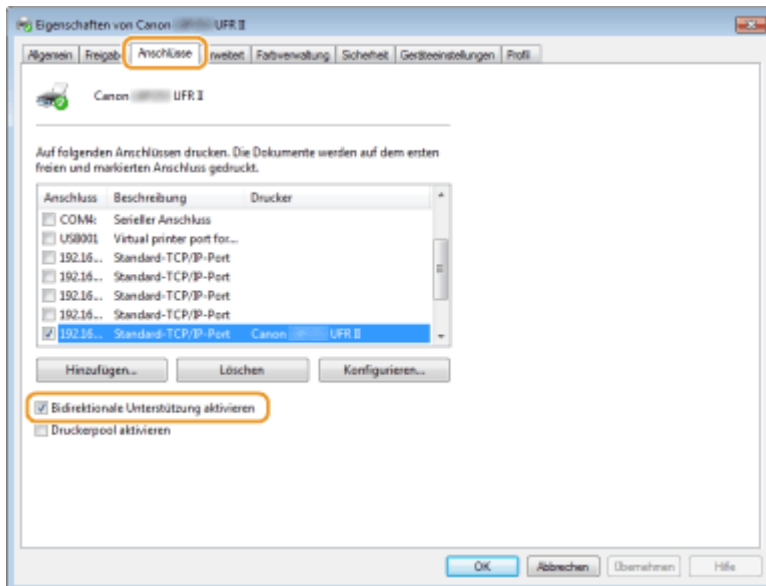 Eigenschaften von Canon UFR II
Allgemein Freigabe Anschlüsse rweitert Farbverwaltung Sicherheit Geräteeinstellungen Profil
Canon UFR II
Auf folgenden Anschlüssen drucken. Die Dokumente werden auf dem ersten
freien und markierten Anschluss gedruckt.
Anschluss Beschreibung Drucker
COM4: Serieller Anschluss
USB001 Virtual printer port for...
192.16... Standard-TCP/IP-Port
192.16... Standard-TCP/IP-Port
192.16... Standard-TCP/IP-Port
192.16... Standard-TCP/IP-Port
192.16... Standard-TCP/IP-Port Canon UFR II
Hinzufügen... Löschen Konfigurieren...
Bidirektionale Unterstützung aktivieren
Druckerpool aktivieren
OK Abbrechen Übernehmen Hilfe